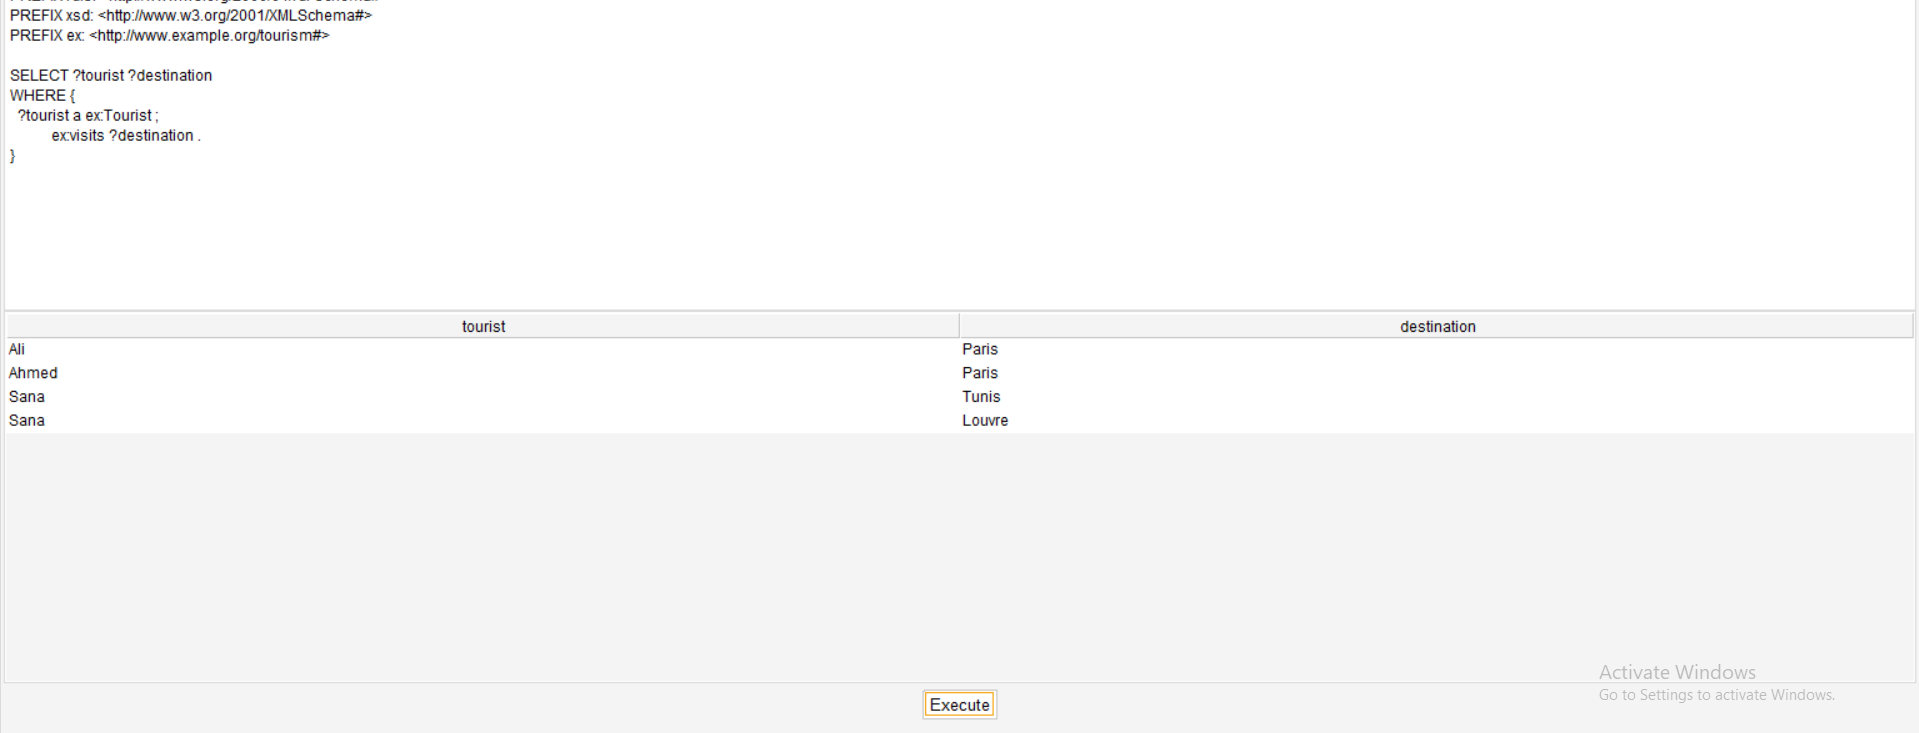 PREFIX xsd: <http://www.w3.org/2001/XMLSchema#>
PREFIX ex: <http://www.example.org/tourism#>
SELECT ?tourist ?destination
WHERE {
?tourist a ex:Tourist ;
ex:visits ?destination .
}
tourist destination
Ali Paris
Ahmed Paris
Sana Tunis
Sana Louvre
Activate Windows
Go to Settings to activate Windows.
Execute